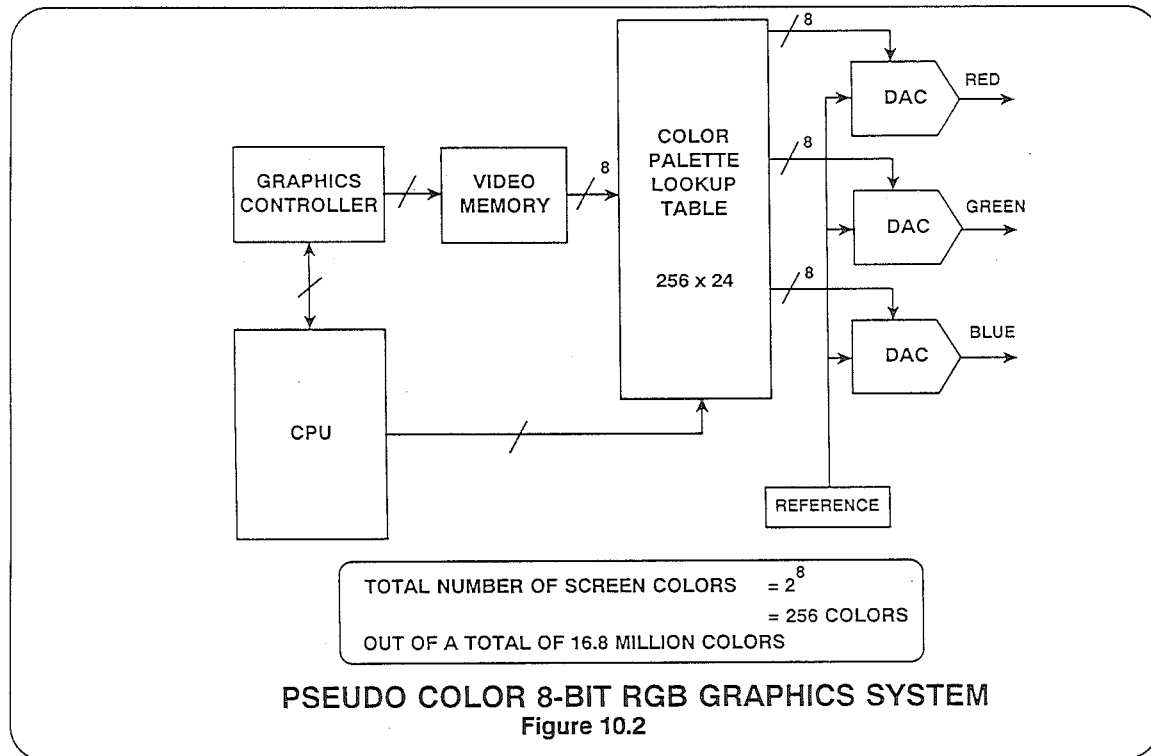 8
DAC
RED
COLOR
PALETTE
LOOKUP
TABLE
256 x 24
8
DAC
GREEN
8
DAC
BLUE
GRAPHICS
CONTROLLER
VIDEO
MEMORY
8
CPU
REFERENCE
TOTAL NUMBER OF SCREEN COLORS = 2⁸
= 256 COLORS
OUT OF A TOTAL OF 16.8 MILLION COLORS
PSEUDO COLOR 8-BIT RGB GRAPHICS SYSTEM
Figure 10.2